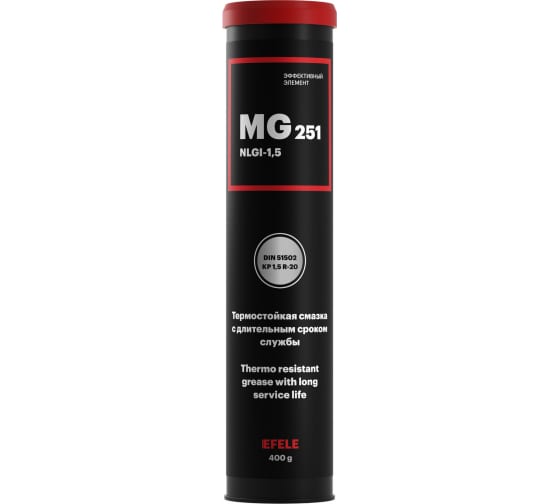 ЭФФЕКТИВНЫЙ
ЭЛЕМЕНТ
MG 251
NLGI-1,5
DIN 51502
KP 1,5 R-20
Термостойкая смазка
с длительным сроком
службы
Thermo resistant
grease with long
service life
EFELE
400 g